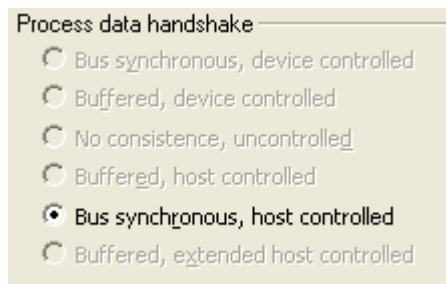 Process data handshake
Bus synchronous, device controlled
Buffered, device controlled
No consistence, uncontrolled
Buffered, host controlled
Bus synchronous, host controlled
Buffered, extended host controlled